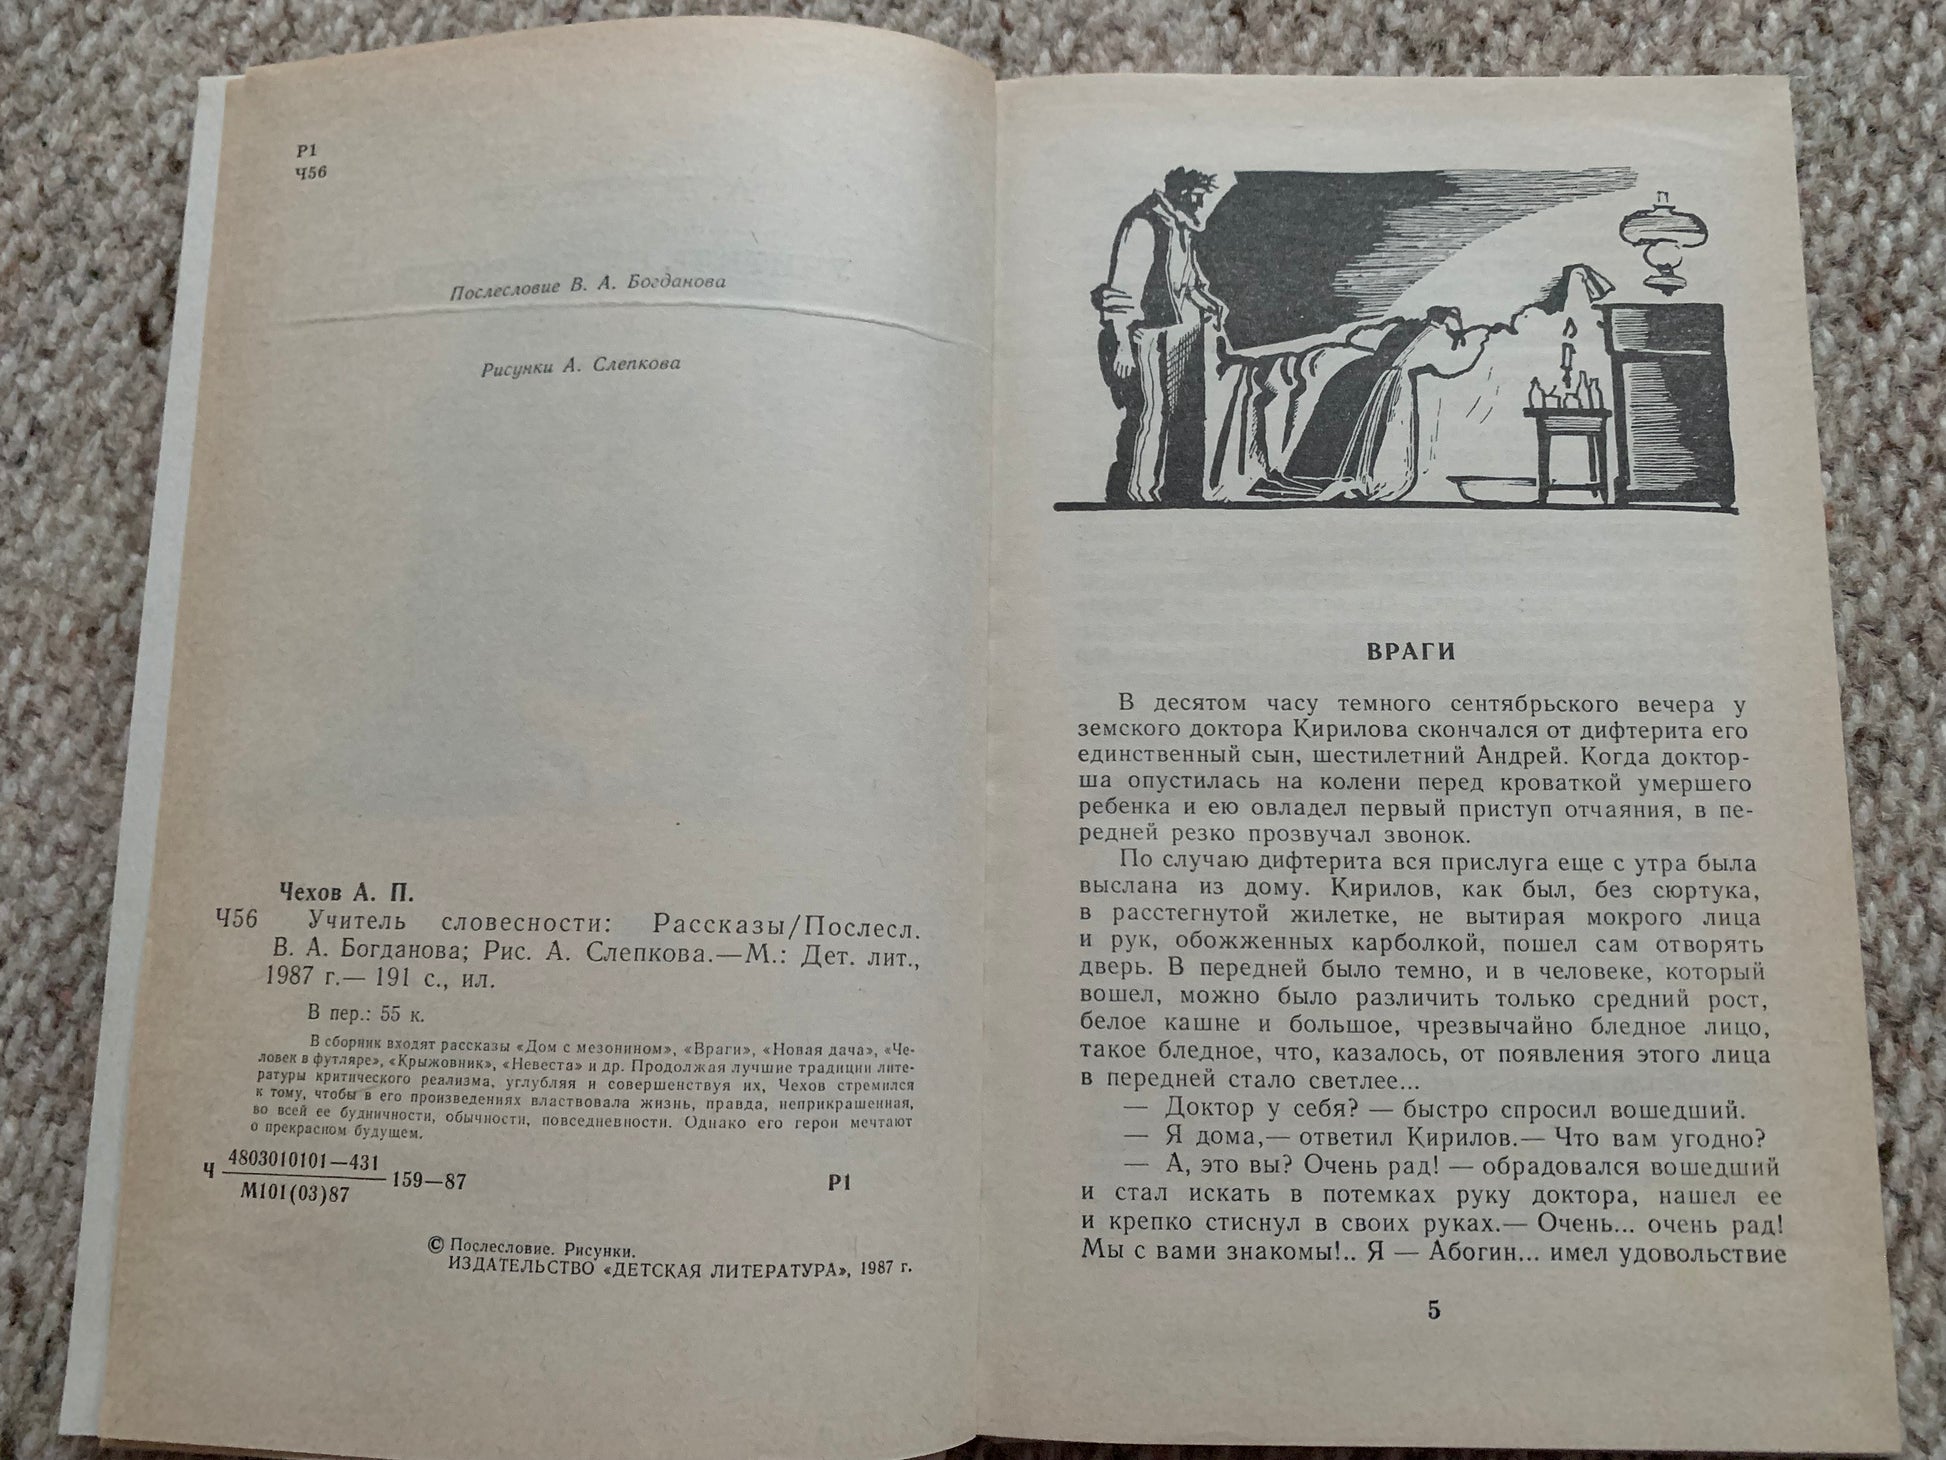 Р1
Ч56
Послесловие В. А. Богданова
Рисунки А. Слепкова
Чехов А. П.
Ч56 Учитель словесности: Рассказы/Послесл.
В. А. Богданова; Рис. А. Слепкова.—М.: Дет. лит.,
1987 г.— 191 с., ил.
В пер.: 55 к.
В сборник входят рассказы «Дом с мезонином», «Враги», «Новая дача», «Че-
ловек в футляре», «Крыжовник», «Невеста» и др. Продолжая лучшие традиции лите-
ратуры критического реализма, углубляя и совершенствуя их, Чехов стремился
к тому, чтобы в его произведениях властвовала жизнь, правда, неприкрашенная,
во всей ее будничности, обычности, повседневности. Однако его герои мечтают
о прекрасном будущем.
4803010101—431
Ч 159—87 Р1
М101(03)87
© Послесловие. Рисунки.
ИЗДАТЕЛЬСТВО «ДЕТСКАЯ ЛИТЕРАТУРА», 1987 г.
ВРАГИ
В десятом часу темного сентябрьского вечера у
земского доктора Кирилова скончался от дифтерита его
единственный сын, шестилетний Андрей. Когда доктор-
ша опустилась на колени перед кроваткой умершего
ребенка и ею овладел первый приступ отчаяния, в пе-
редней резко прозвучал звонок.
По случаю дифтерита вся прислуга еще с утра была
выслана из дому. Кирилов, как был, без сюртука,
в расстегнутой жилетке, не вытирая мокрого лица
и рук, обожженных карболкой, пошел сам отворять
дверь. В передней было темно, и в человеке, который
вошел, можно было различить только средний рост,
белое кашне и большое, чрезвычайно бледное лицо,
такое бледное, что, казалось, от появления этого лица
в передней стало светлее...
— Доктор у себя? — быстро спросил вошедший.
— Я дома,— ответил Кирилов.— Что вам угодно?
— А, это вы? Очень рад! — обрадовался вошедший
и стал искать в потемках руку доктора, нашел ее
и крепко стиснул в своих руках.— Очень... очень рад!
Мы с вами знакомы!.. Я — Абогин... имел удовольствие
5